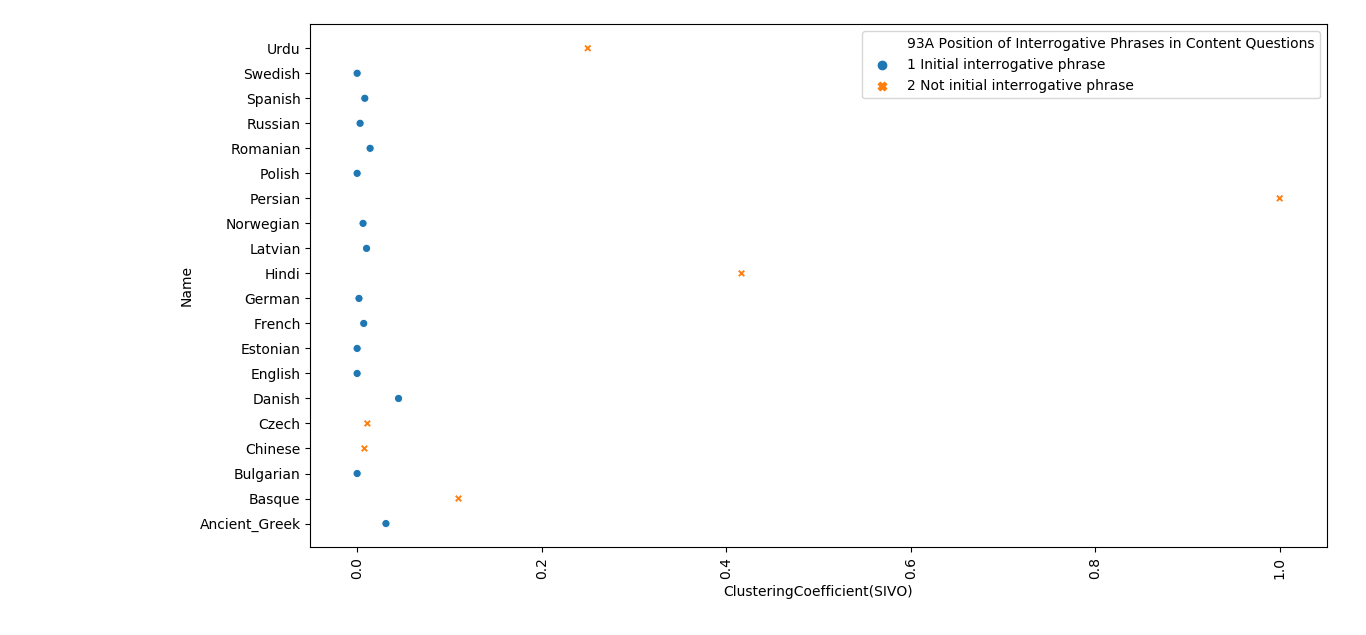 93A Position of Interrogative Phrases in Content Questions
1 Initial interrogative phrase
2 Not initial interrogative phrase
Name
Urdu
Swedish
Spanish
Russian
Romanian
Polish
Persian
Norwegian
Latvian
Hindi
German
French
Estonian
English
Danish
Czech
Chinese
Bulgarian
Basque
Ancient_Greek
0.0
0.2
0.4
0.6
0.8
1.0
ClusteringCoefficient(SIVO)